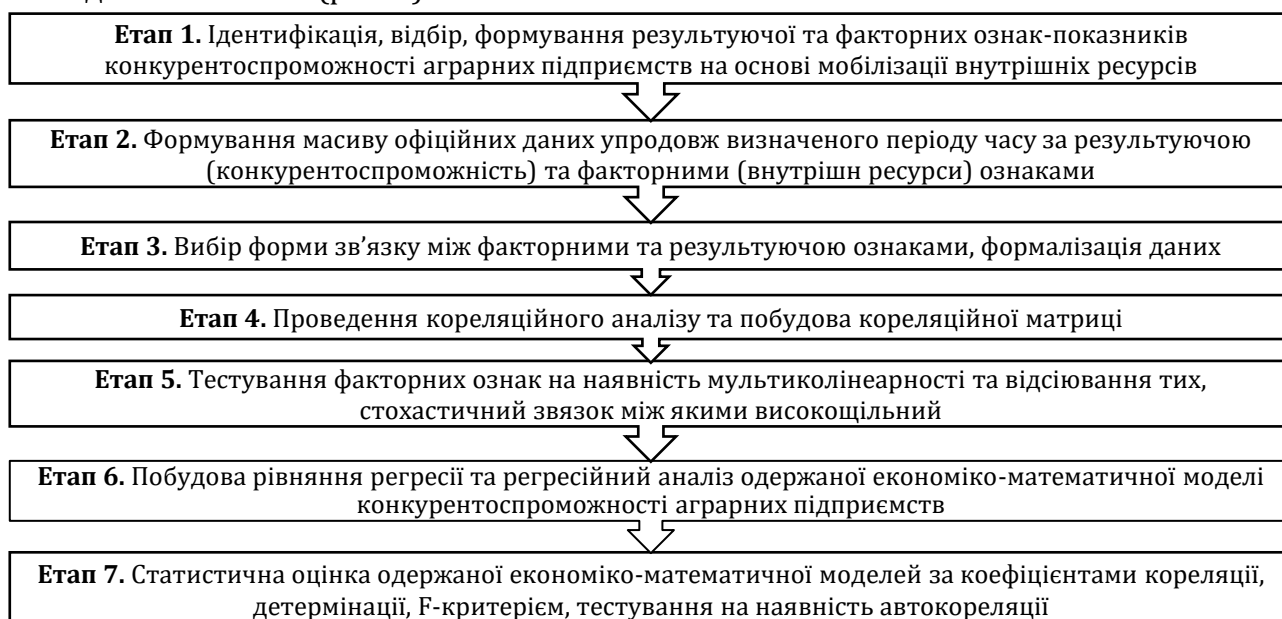 Етап 1. Ідентифікація, відбір, формування результуючої та факторних ознак-показників
конкурентоспроможності аграрних підприємств на основі мобілізації внутрішніх ресурсів
Етап 2. Формування масиву офіційних даних упродовж визначеного періоду часу за результуючою
(конкурентоспроможність) та факторними (внутрішн ресурси) ознаками
Етап 3. Вибір форми зв’язку між факторними та результуючою ознаками, формалізація даних
Етап 4. Проведення кореляційного аналізу та побудова кореляційної матриці
Етап 5. Тестування факторних ознак на наявність мультиколінеарності та відсіювання тих,
стохастичний звязок між якими високощільний
Етап 6. Побудова рівняння регресії та регресійний аналіз одержаної економіко-математичної моделі
конкурентоспроможності аграрних підприємств
Етап 7. Статистична оцінка одержаної економіко-математичної моделей за коефіцієнтами кореляції,
детермінації, F-критерієм, тестування на наявність автокореляції